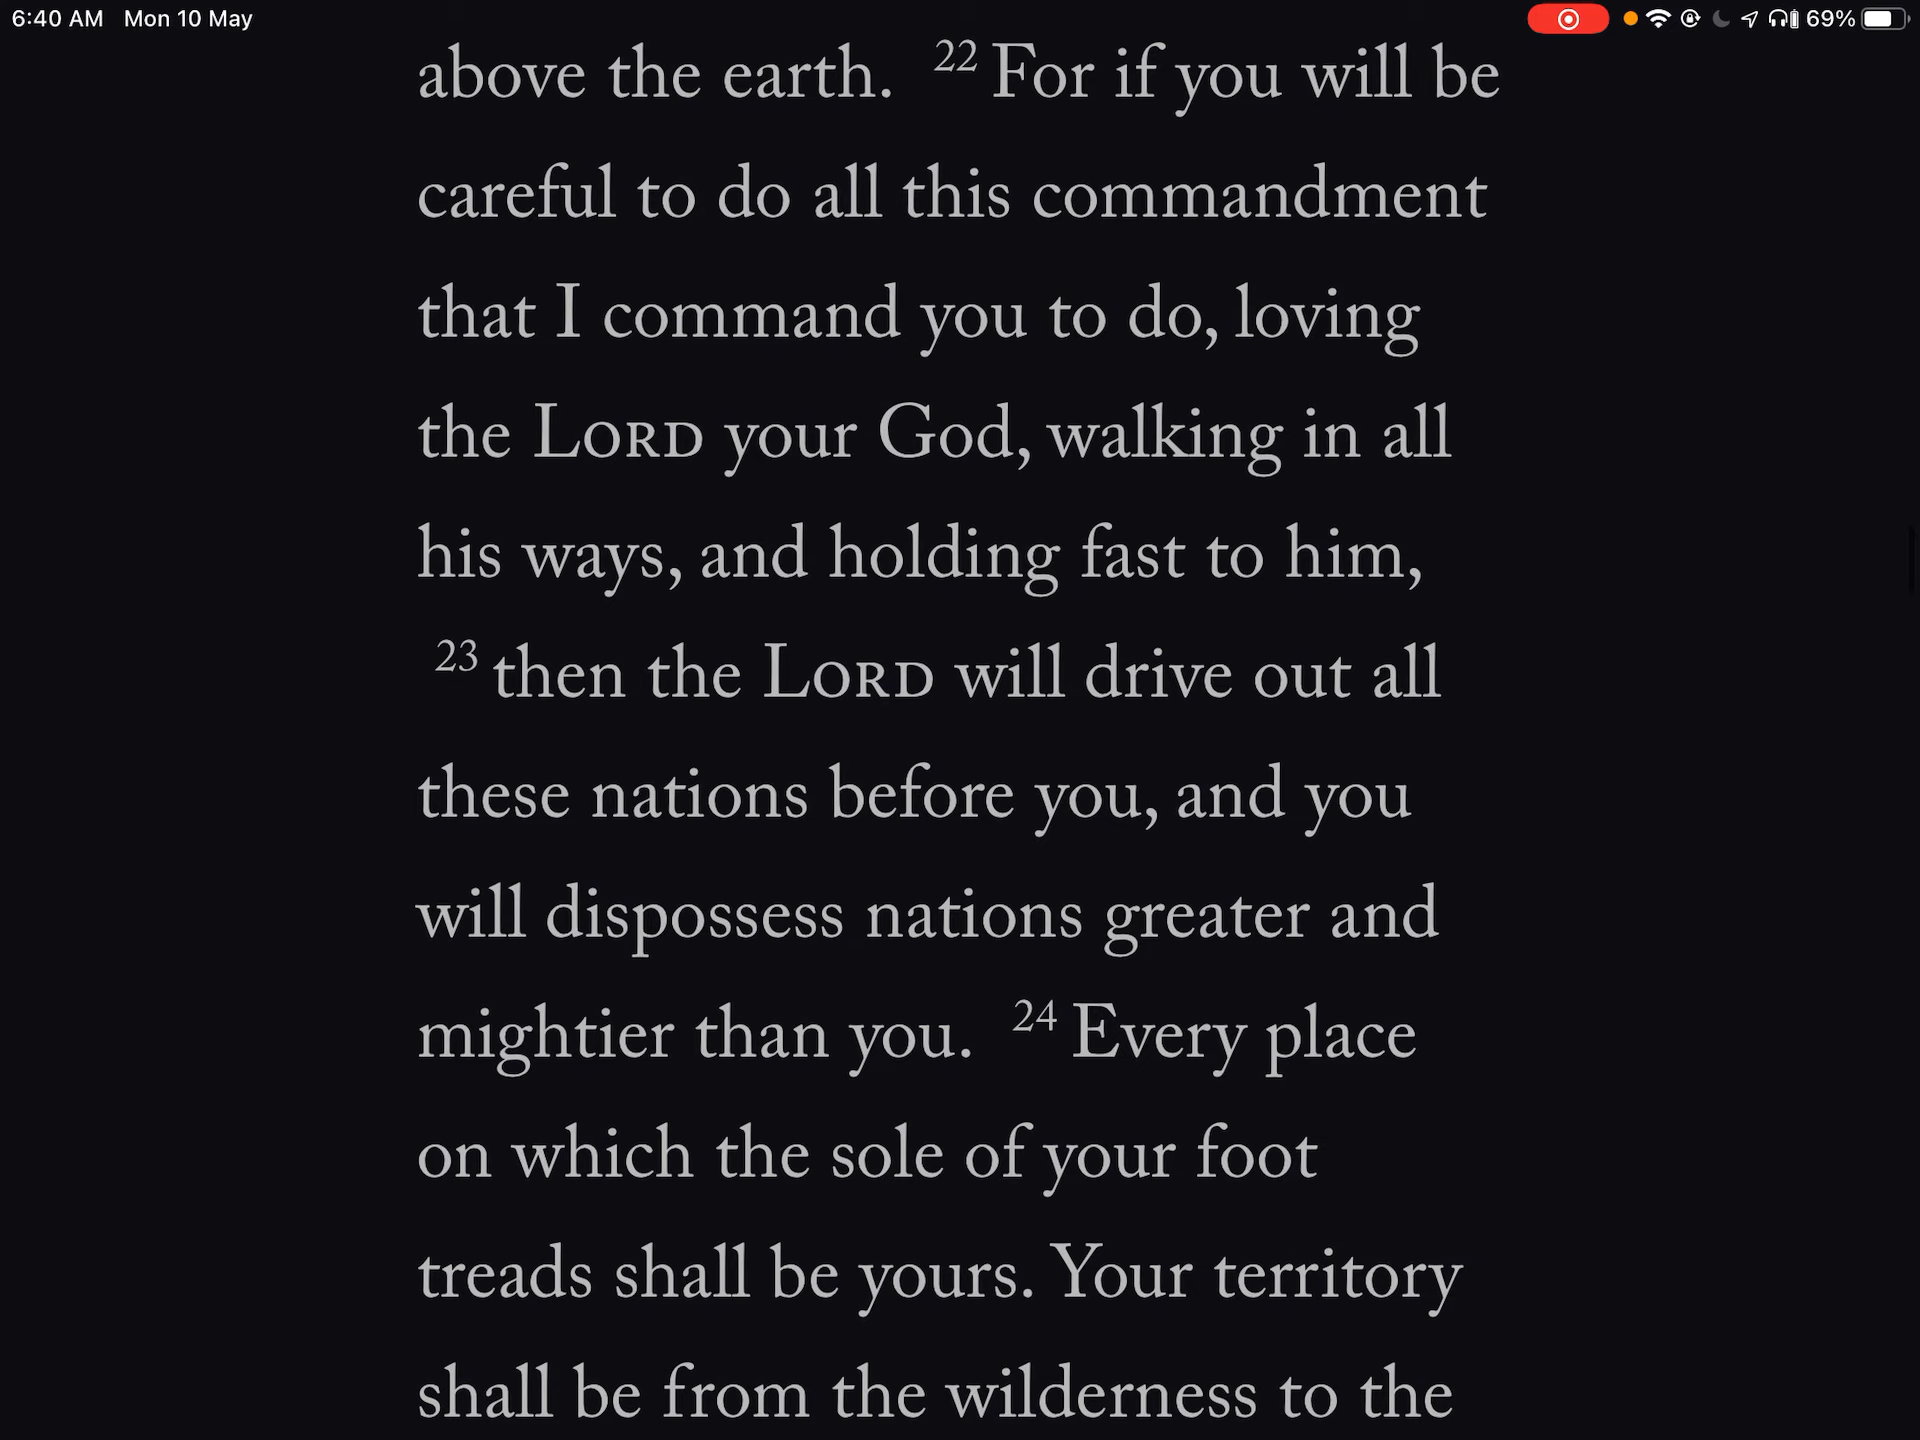 6:40 AM Mon 10 May 69%
above the earth. 22 For if you will be
careful to do all this commandment
that I command you to do, loving
the LORD your God, walking in all
his ways, and holding fast to him,
23 then the LORD will drive out all
these nations before you, and you
will dispossess nations greater and
mightier than you. 24 Every place
on which the sole of your foot
treads shall be yours. Your territory
shall be from the wilderness to the